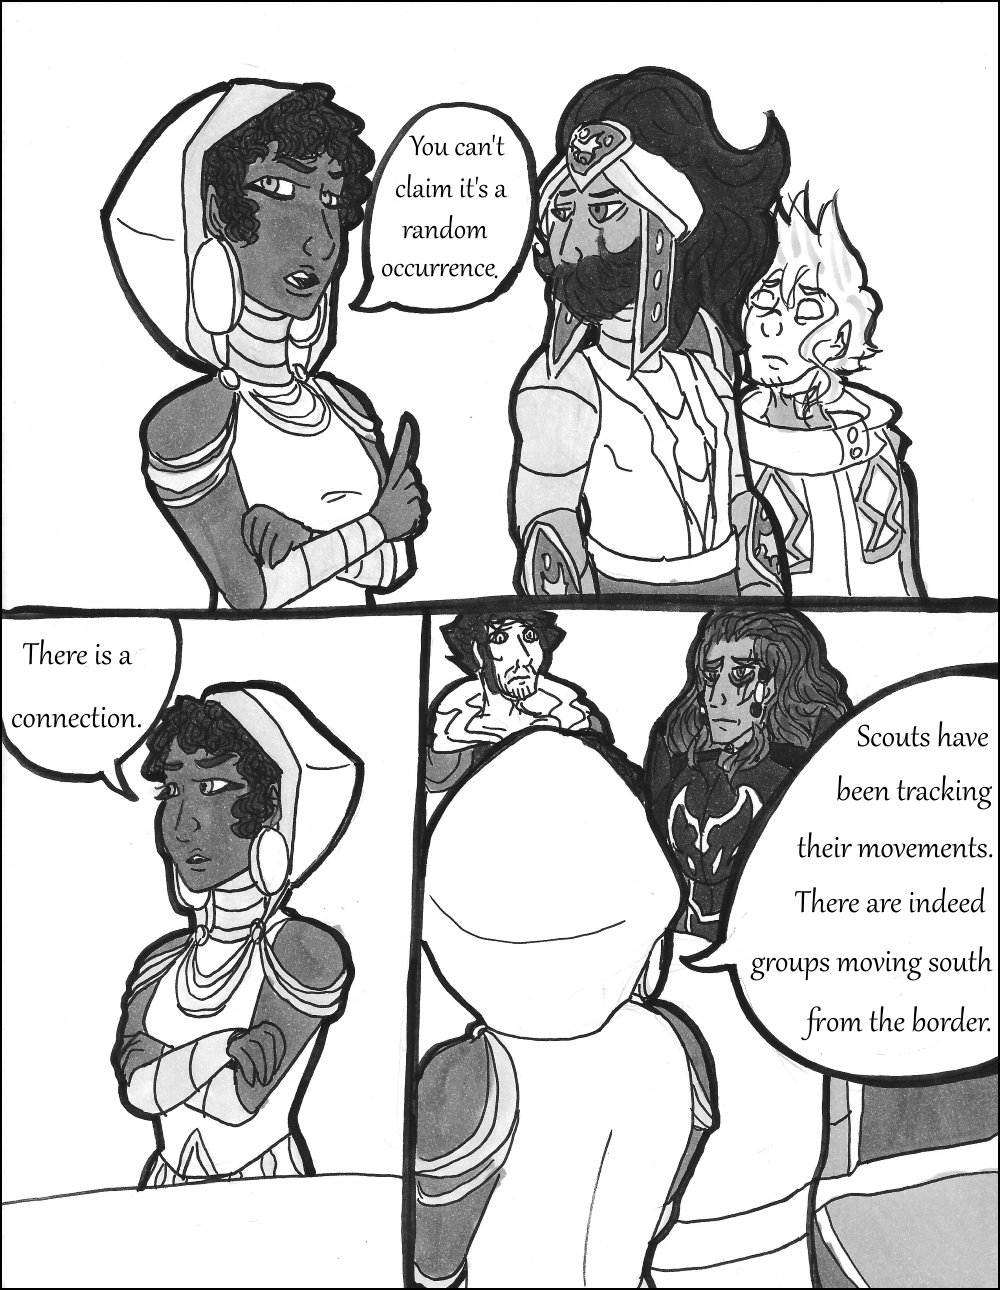 You can't
claim it's a
random
occurrence.
There is a
connection.
Scouts have
been tracking
their movements.
There are indeed
groups moving south
from the border.